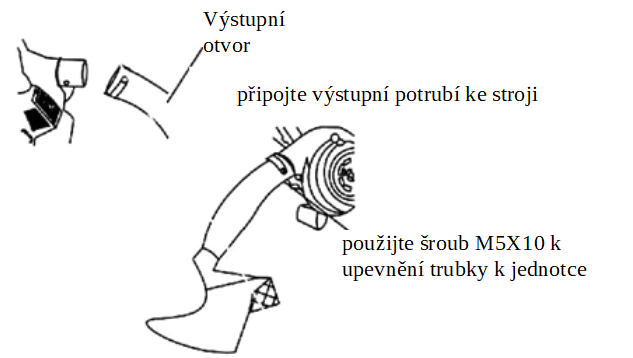 Výstupní
otvor
připojte výstupní potrubí ke stroji
použijte šroub M5X10 k
upevnění trubky k jednotce